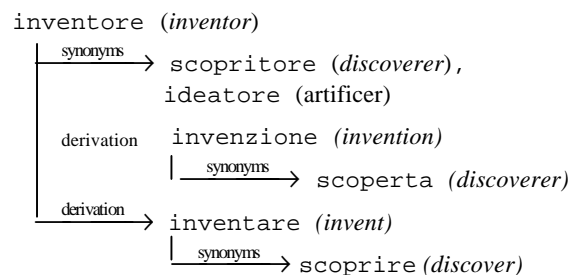 inventore (inventor)
synonyms
scopritore (discoverer),
ideatore (artificer)
derivation invenzione (invention)
synonyms
scoperta (discoverer)
derivation
inventare (invent)
synonyms
scoprire (discover)